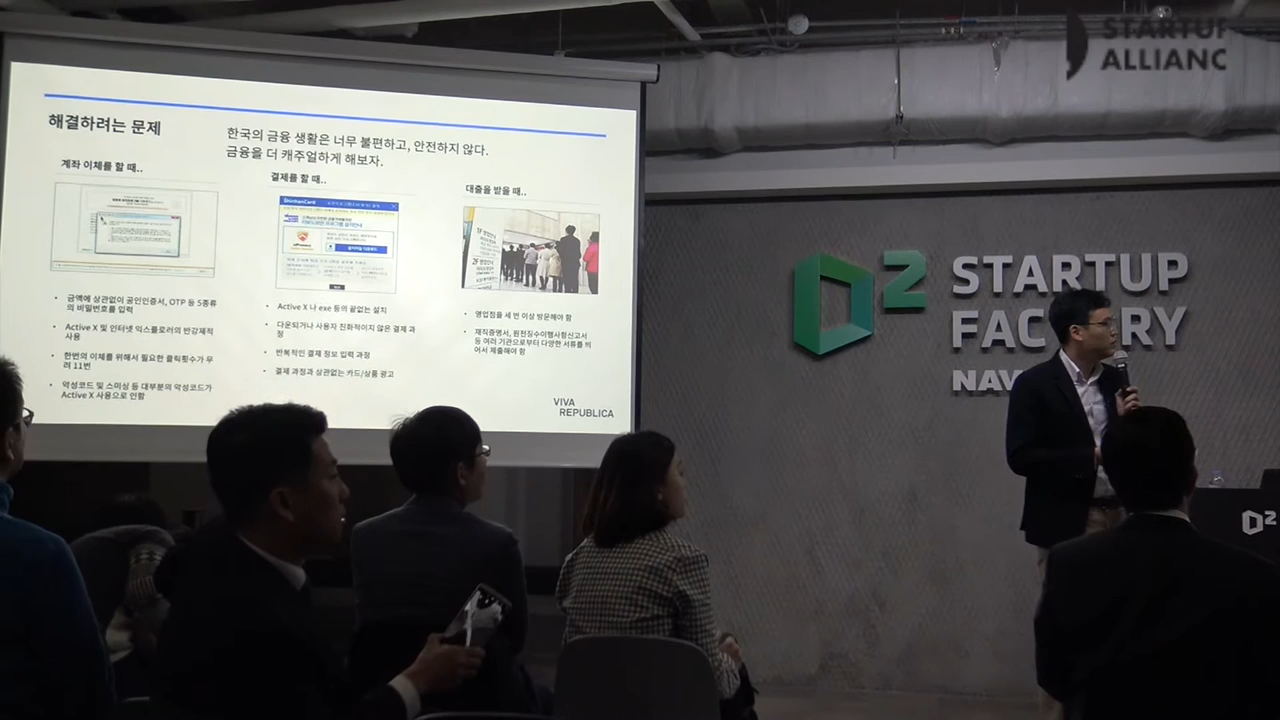 STARTUP
ALLIANC
해결하려는 문제
한국의 금융 생활은 너무 불편하고, 안전하지 않다.
금융을 더 캐주얼하게 해보자.
계좌 이체를 할 때..
금액에 상관없이 공인인증서, OTP 등 5종류
의 비밀번호를 입력
Active X 및 인터넷 익스플로러의 반강제적
사용
한번의 이체를 위해서 필요한 클릭횟수가 무
려 11번
악성코드 및 스미싱 등 대부분의 악성코드가
Active X 사용으로 인함
결제를 할 때..
ShinhanCard
Active X 나 exe 등의 끝없는 설치
다운되거나 사용자 친화적이지 않은 결제 과
정
반복적인 결제 정보 입력 과정
결제 과정과 상관없는 카드/상품 광고
대출을 받을 때..
영업점을 세 번 이상 방문해야 함
재직증명서, 원천징수이행사항신고서
등 여러 기관으로부터 다양한 서류를 띄
어서 제출해야 함
VIVA
REPUBLICA
D2 STARTUP
FACTORY
NAV
D2